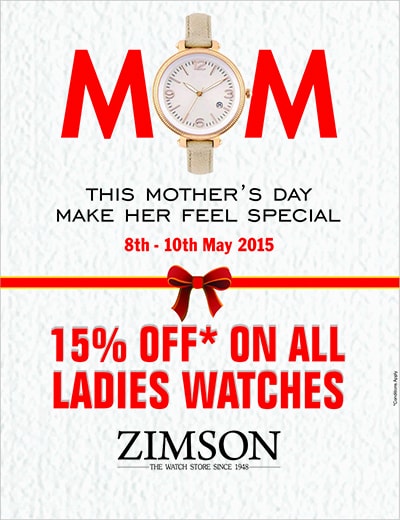 MOM
THIS MOTHER'S DAY
MAKE HER FEEL SPECIAL
8th - 10th May 2015
15% OFF* ON ALL
LADIES WATCHES
*Conditions Apply
ZIMSON
THE WATCH STORE SINCE 1948